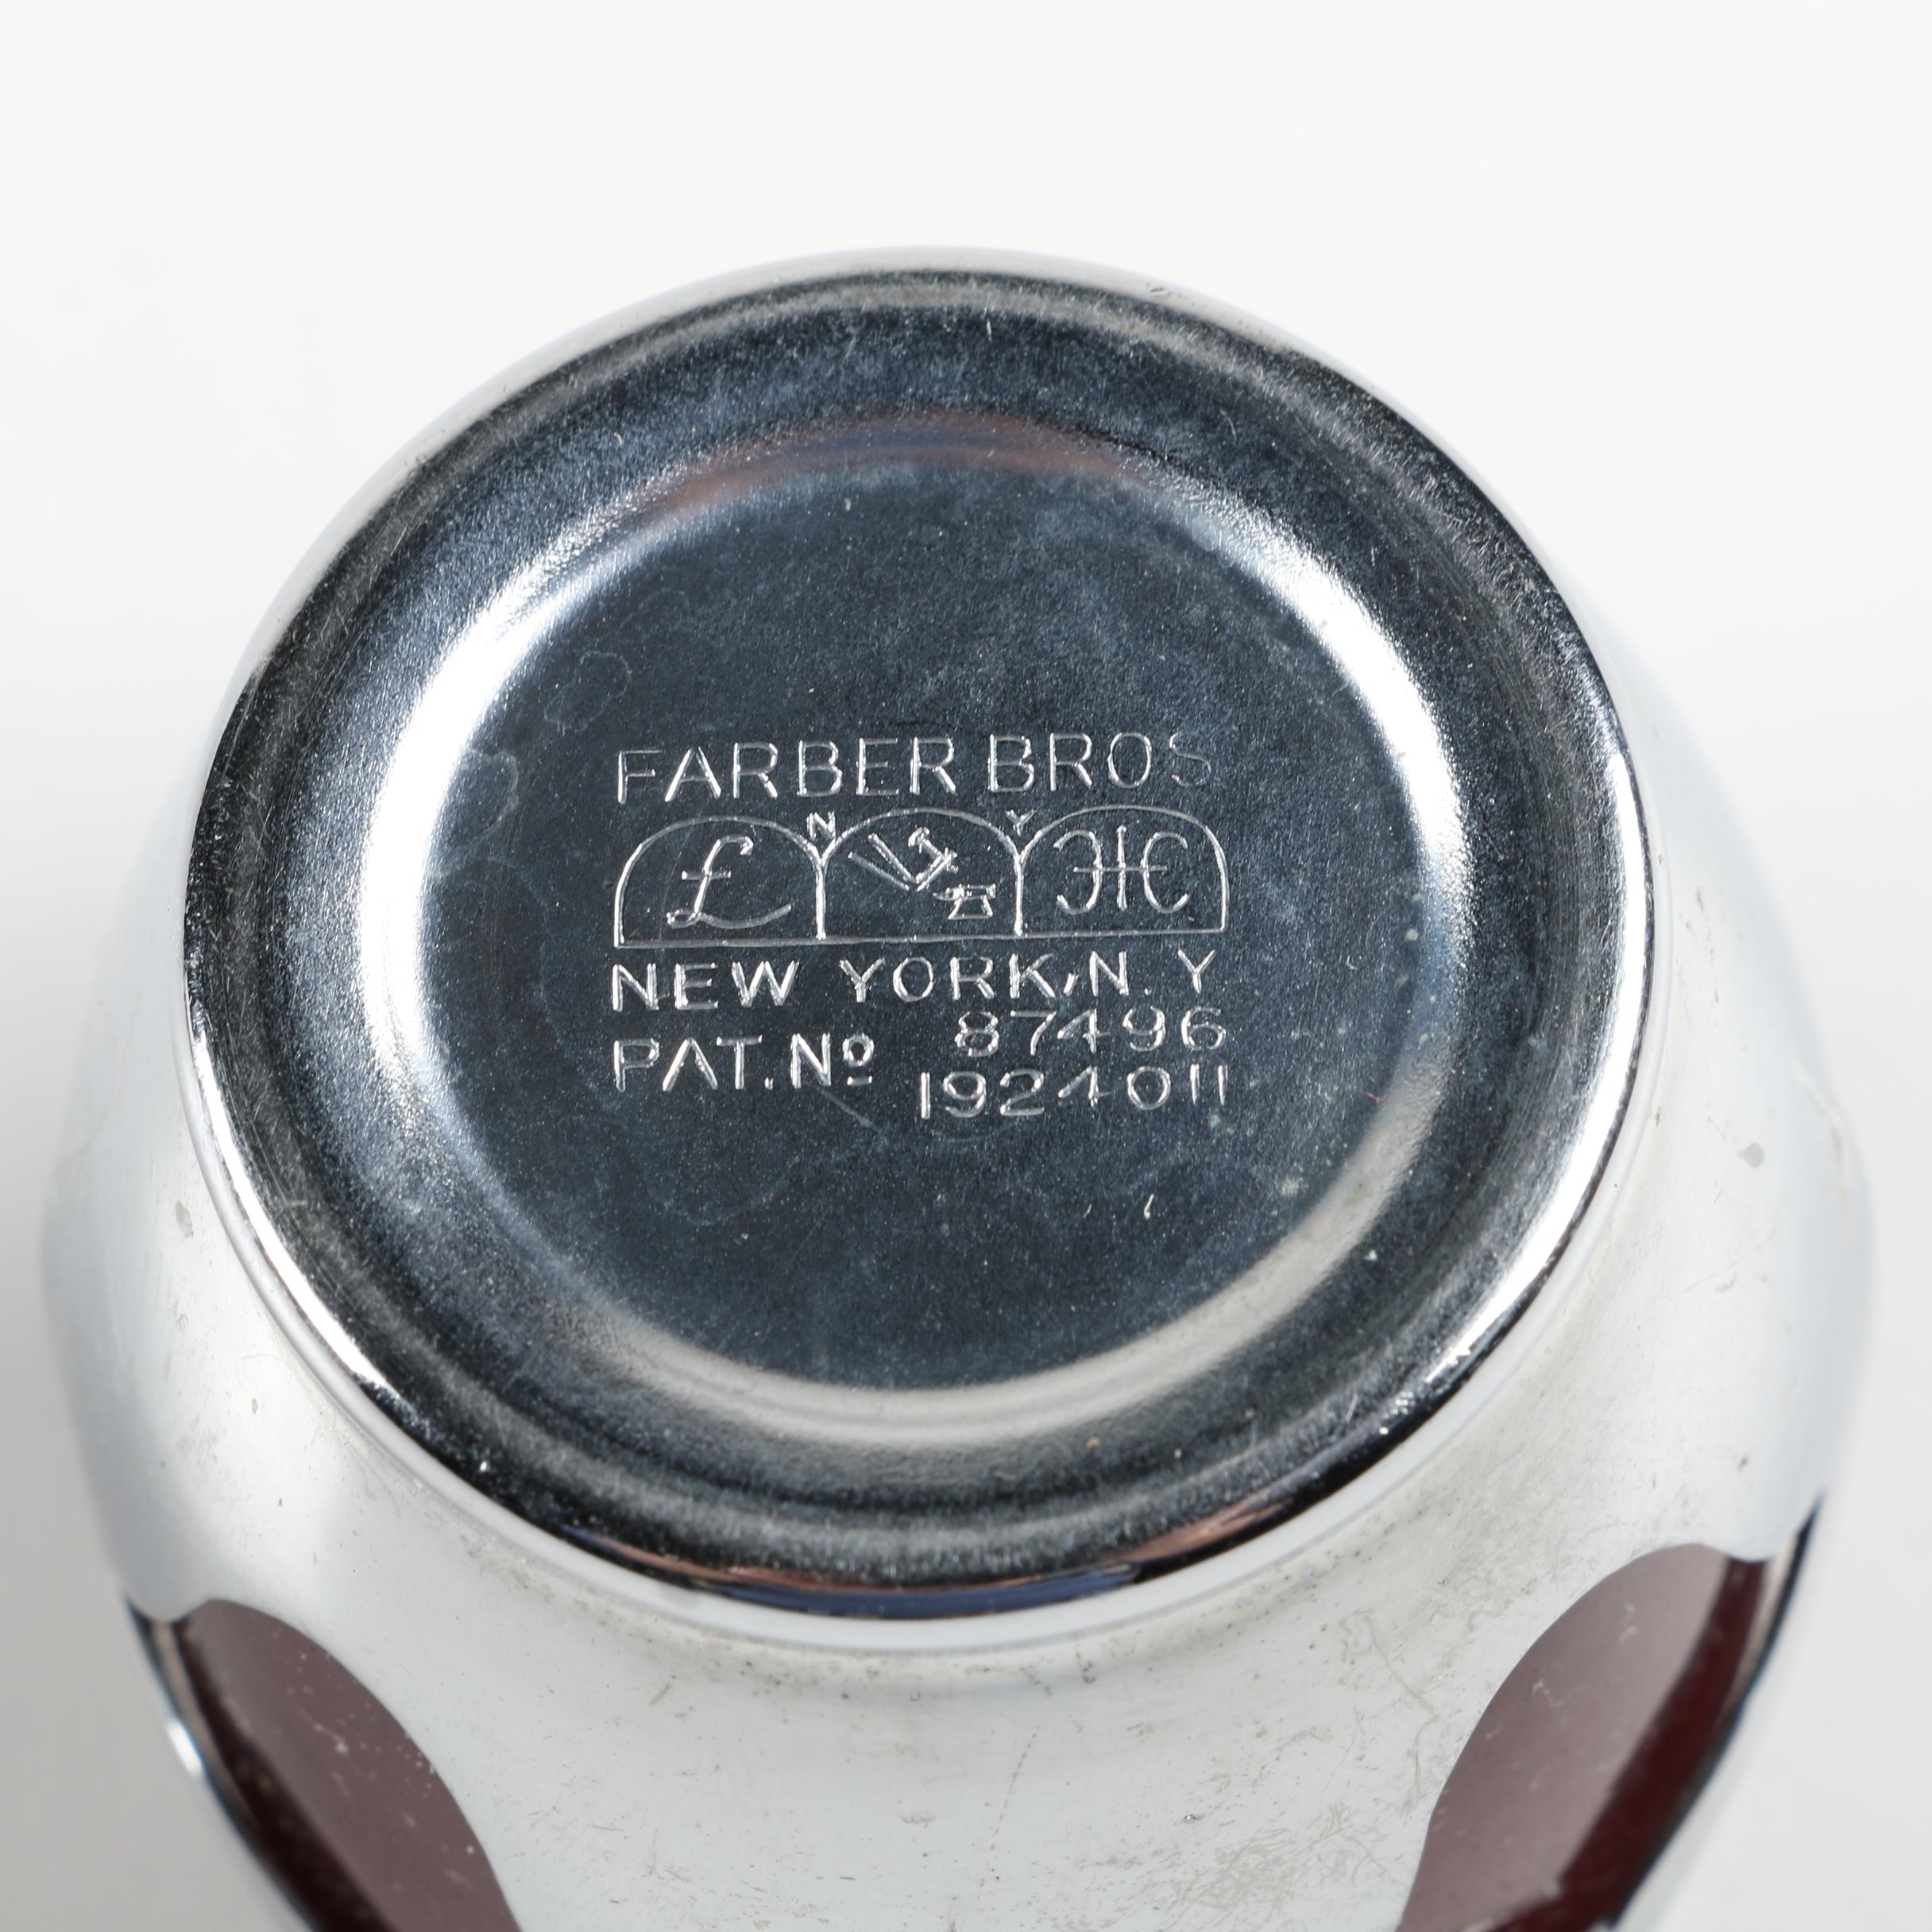 FARBER BROS
N Y
NEW YORK, N. Y
PAT. Nº 87496
1924011